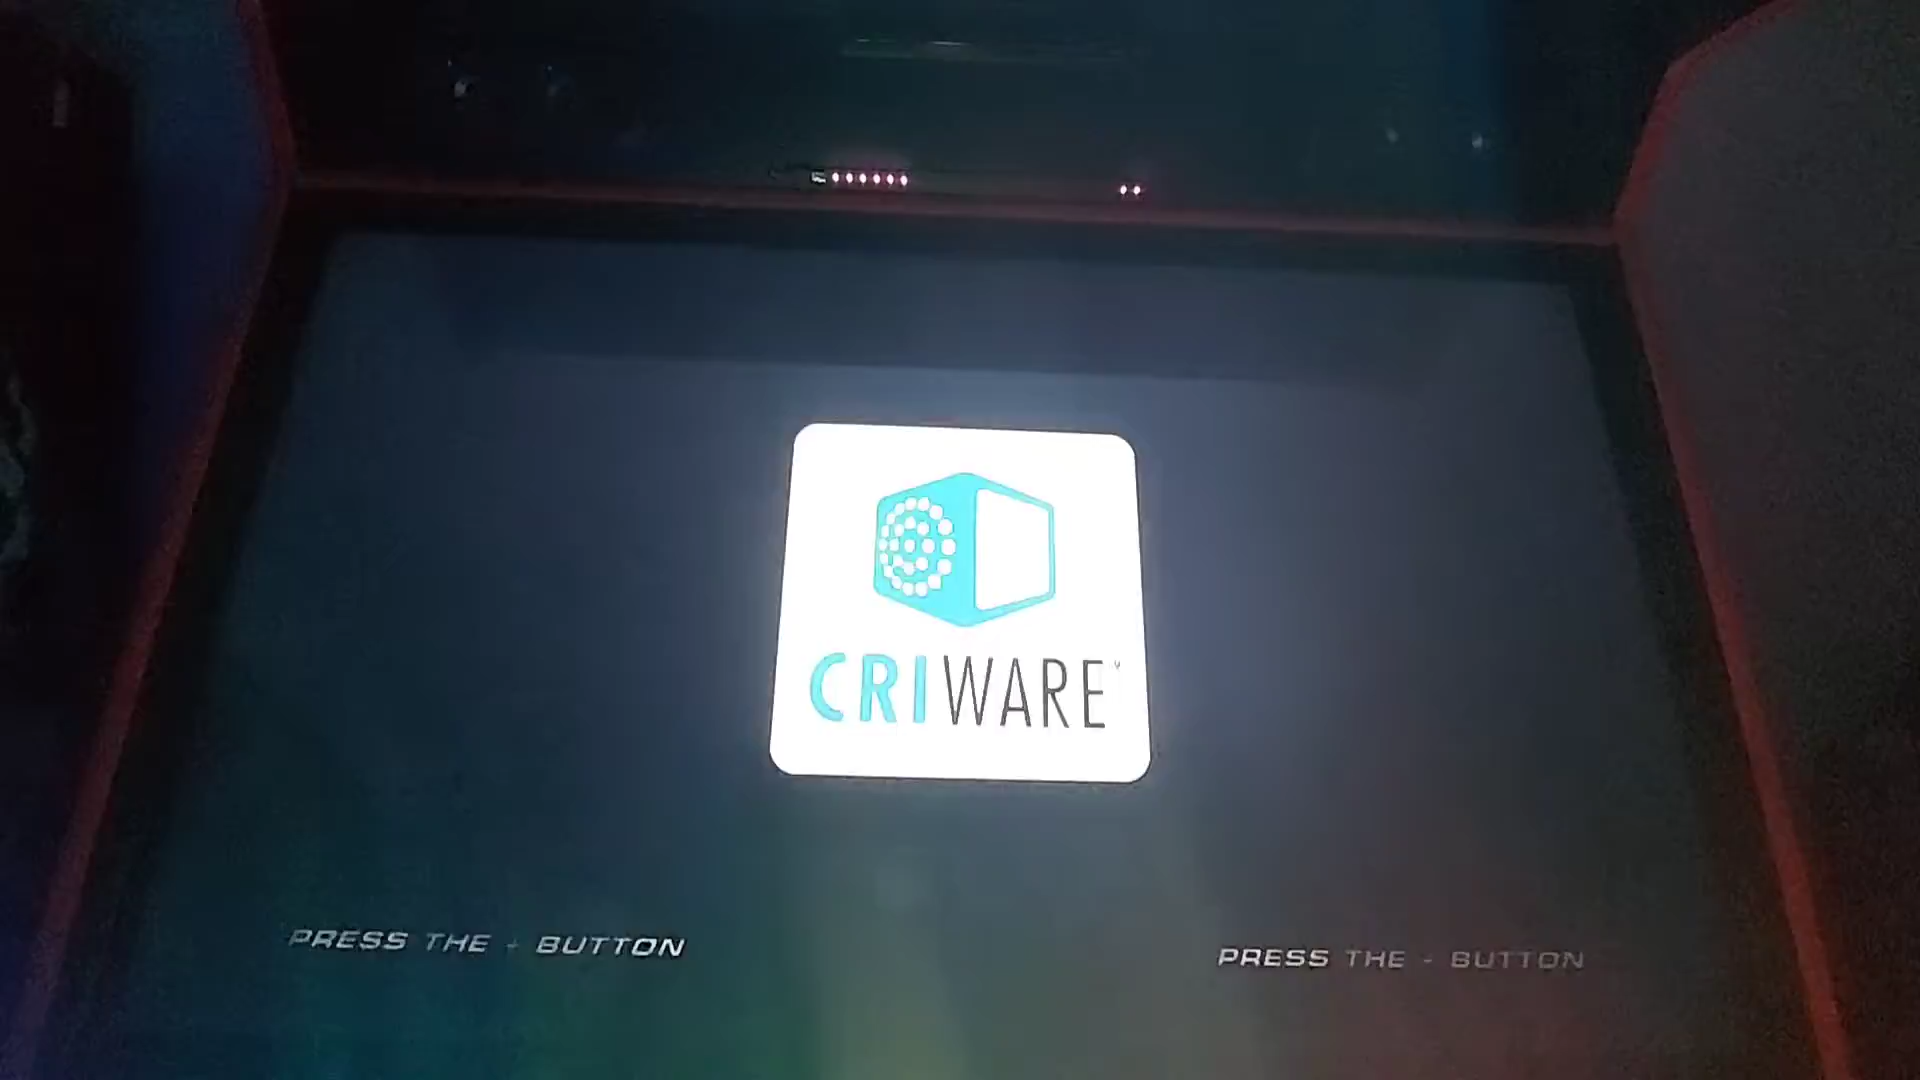 CRIWARE
PRESS THE + BUTTON
PRESS THE - BUTTON